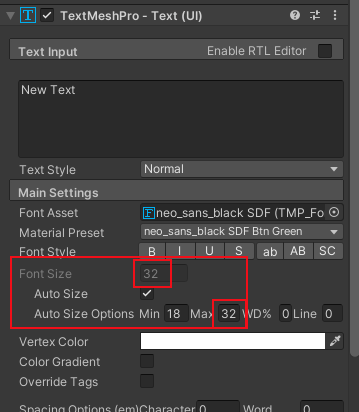 TextMeshPro - Text (UI)
Text Input Enable RTL Editor
New Text
Text Style Normal
Main Settings
Font Asset neo_sans_black SDF (TMP_Fo
Material Preset neo_sans_black SDF Btn Green
Font Style B I U S ab AB SC
Font Size 32
Auto Size
Auto Size Options Min 18 Max 32 WD% 0 Line 0
Vertex Color
Color Gradient
Override Tags
Spacing Options (em) Character 0 Word 0